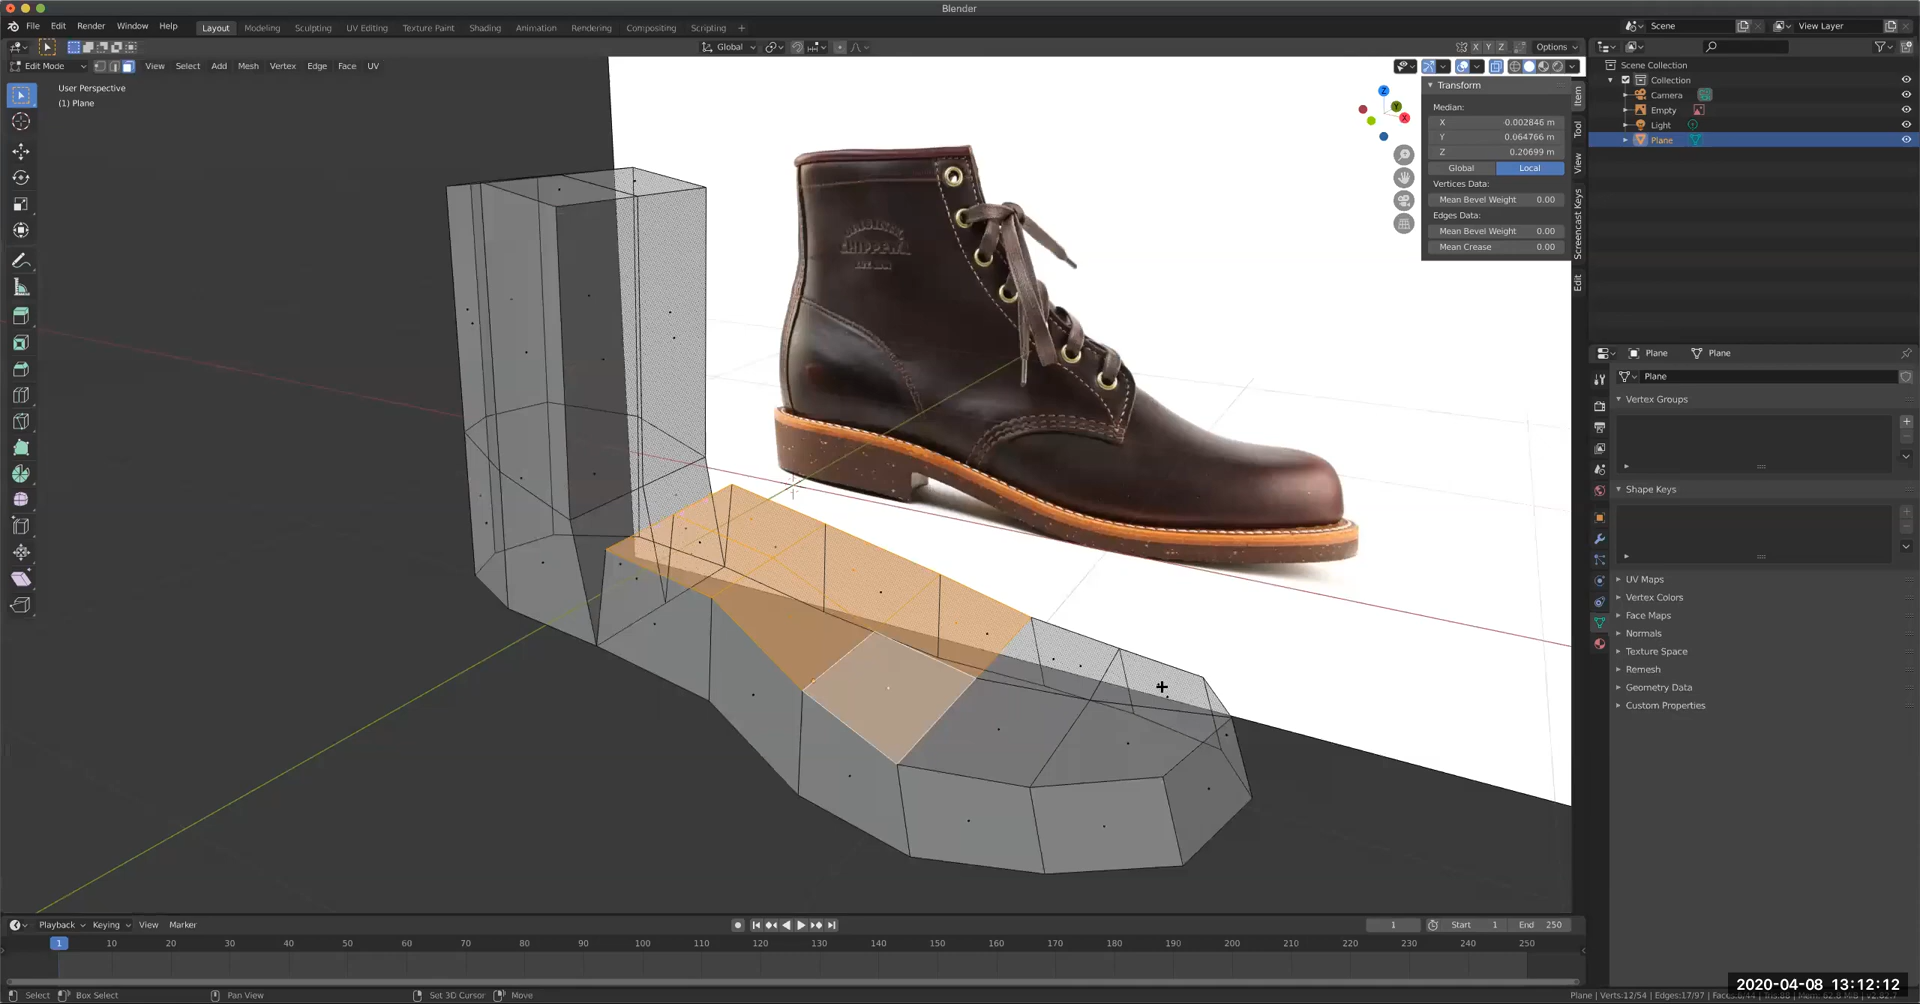 Blender
File Edit Render Window Help
Layout Modeling Sculpting UV Editing Texture Paint Shading Animation Rendering Compositing Scripting +
Scene
View Layer
Global
X Y Z
Options
Edit Mode
View Select Add Mesh Vertex Edge Face UV
User Perspective
(1) Plane
Z
Y
X
Transform
Median:
X -0.002846 m
Y 0.064766 m
Z 0.20699 m
Global Local
Vertices Data:
Mean Bevel Weight 0.00
Edges Data:
Mean Bevel Weight 0.00
Mean Crease 0.00
Item
Tool
View
Screencast Keys
Edit
Scene Collection
Collection
Camera
Empty
Light
Plane
Plane Plane
Plane
Vertex Groups
Shape Keys
UV Maps
Vertex Colors
Face Maps
Normals
Texture Space
Remesh
Geometry Data
Custom Properties
Playback Keying View Marker
1
Start 1
End 250
1 10 20 30 40 50 60 70 80 90 100 110 120 130 140 150 160 170 180 190 200 210 220 230 240 250
Select Box Select Pan View Set 3D Cursor Move
2020-04-08 13:12:12
Plane | Verts:12/54 | Edges:17/97 |